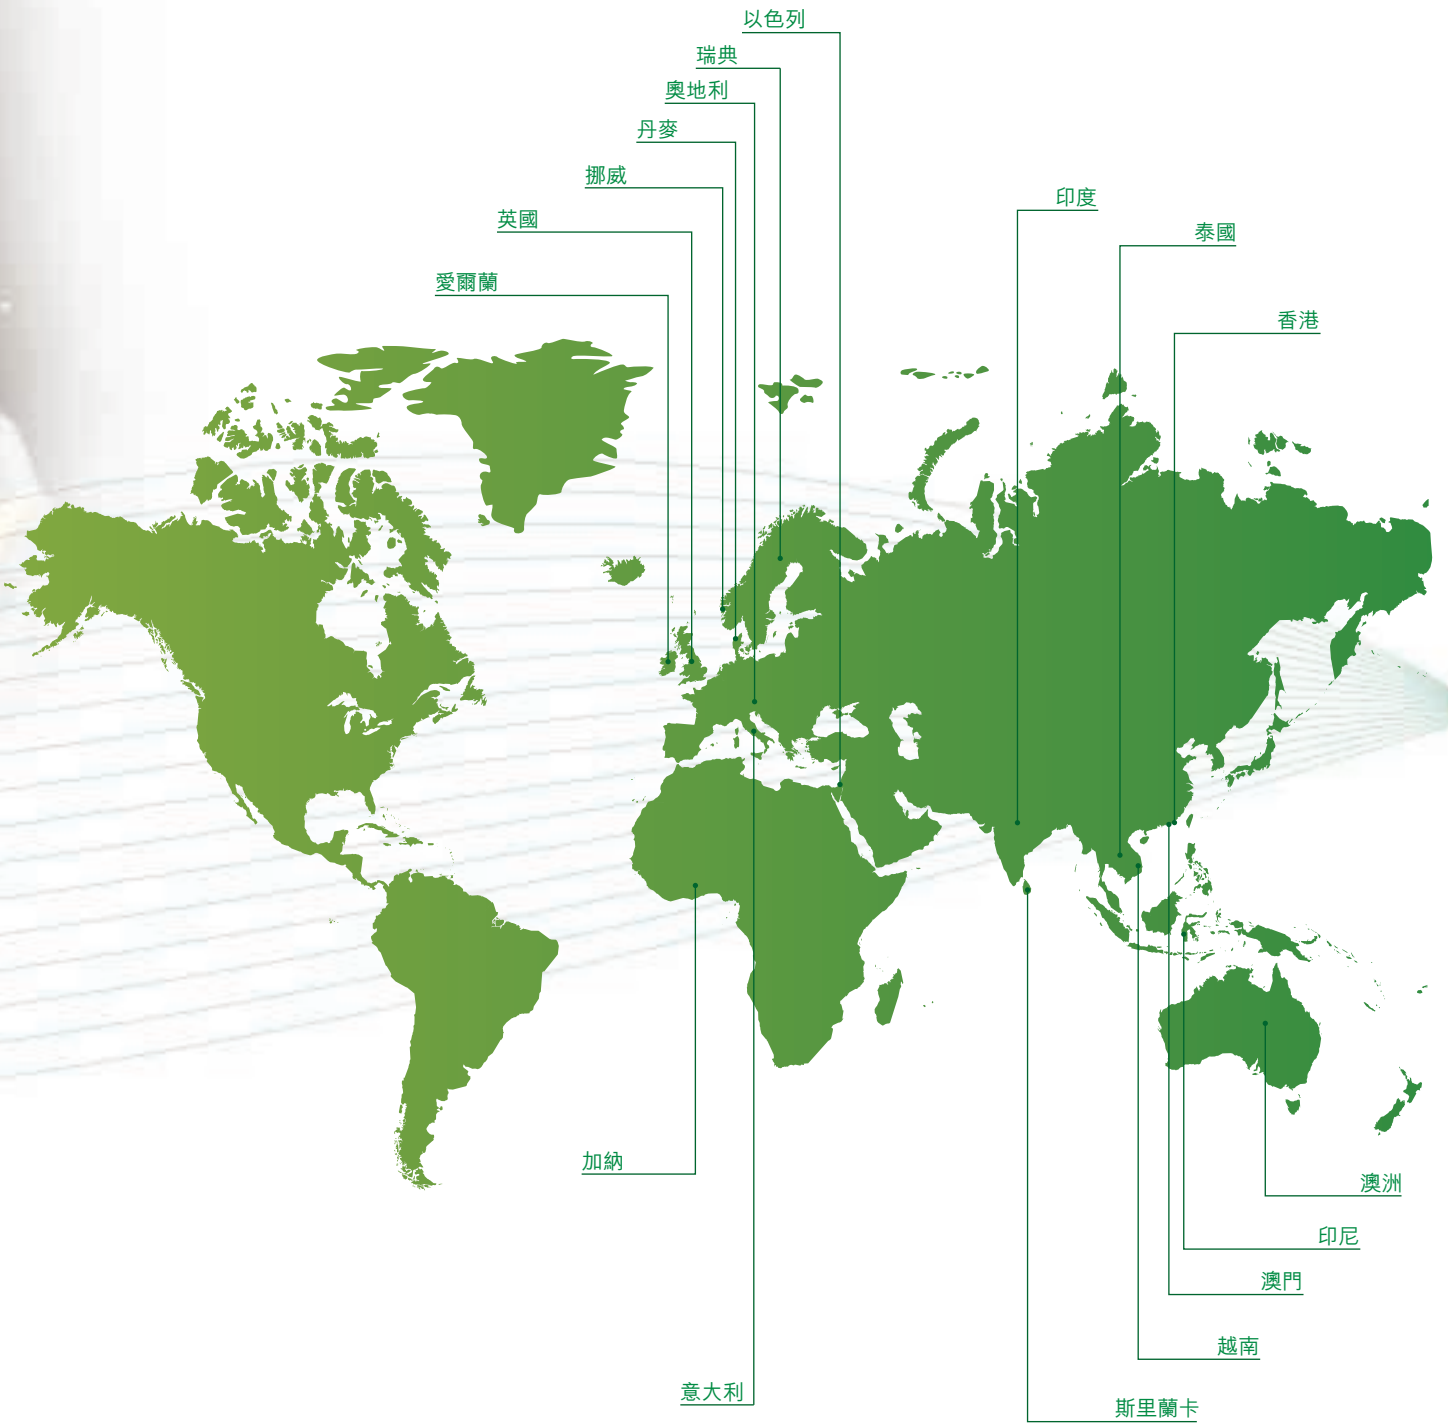 以色列
瑞典
奧地利
丹麥
挪威
印度
英國
泰國
愛爾蘭
香港
加納
澳洲
印尼
澳門
越南
意大利
斯里蘭卡